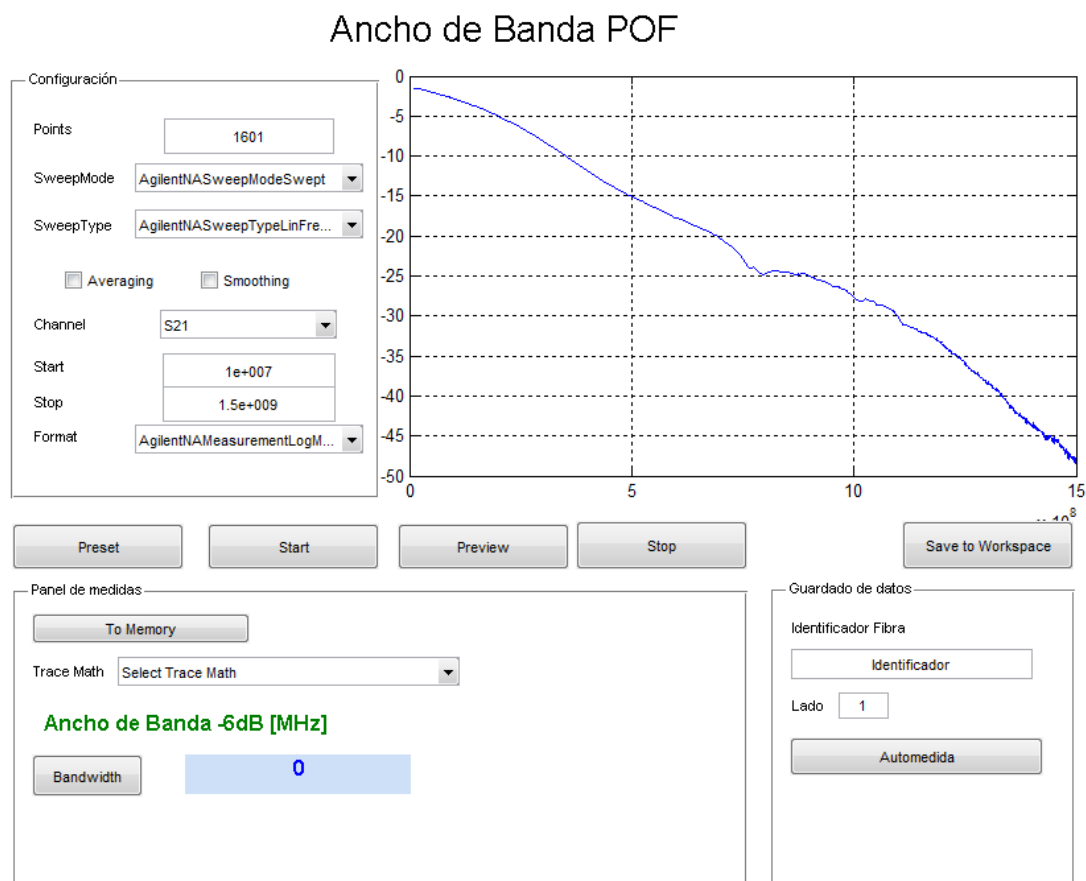 Ancho de Banda POF
Configuración
Points 1601
SweepMode AgilentNASweepModeSwept
SweepType AgilentNASweepTypeLinFre...
Averaging Smoothing
Channel S21
Start 1e+007
Stop 1.5e+009
Format AgilentNAMeasurementLogM...
0
-5
-10
-15
-20
-25
-30
-35
-40
-45
-50
0 5 10 15
Preset Start Preview Stop Save to Workspace
Panel de medidas
To Memory
Trace Math Select Trace Math
Ancho de Banda -6dB [MHz]
Bandwidth 0
Guardado de datos
Identificador Fibra
Identificador
Lado 1
Automedida